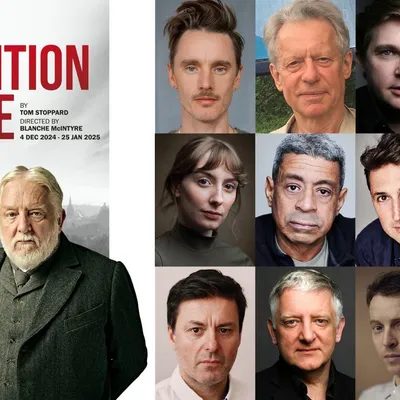 ITION
E
BY
TOM STOPPARD
DIRECTED BY
BLANCHE McINTYRE
4 DEC 2024 - 25 JAN 2025